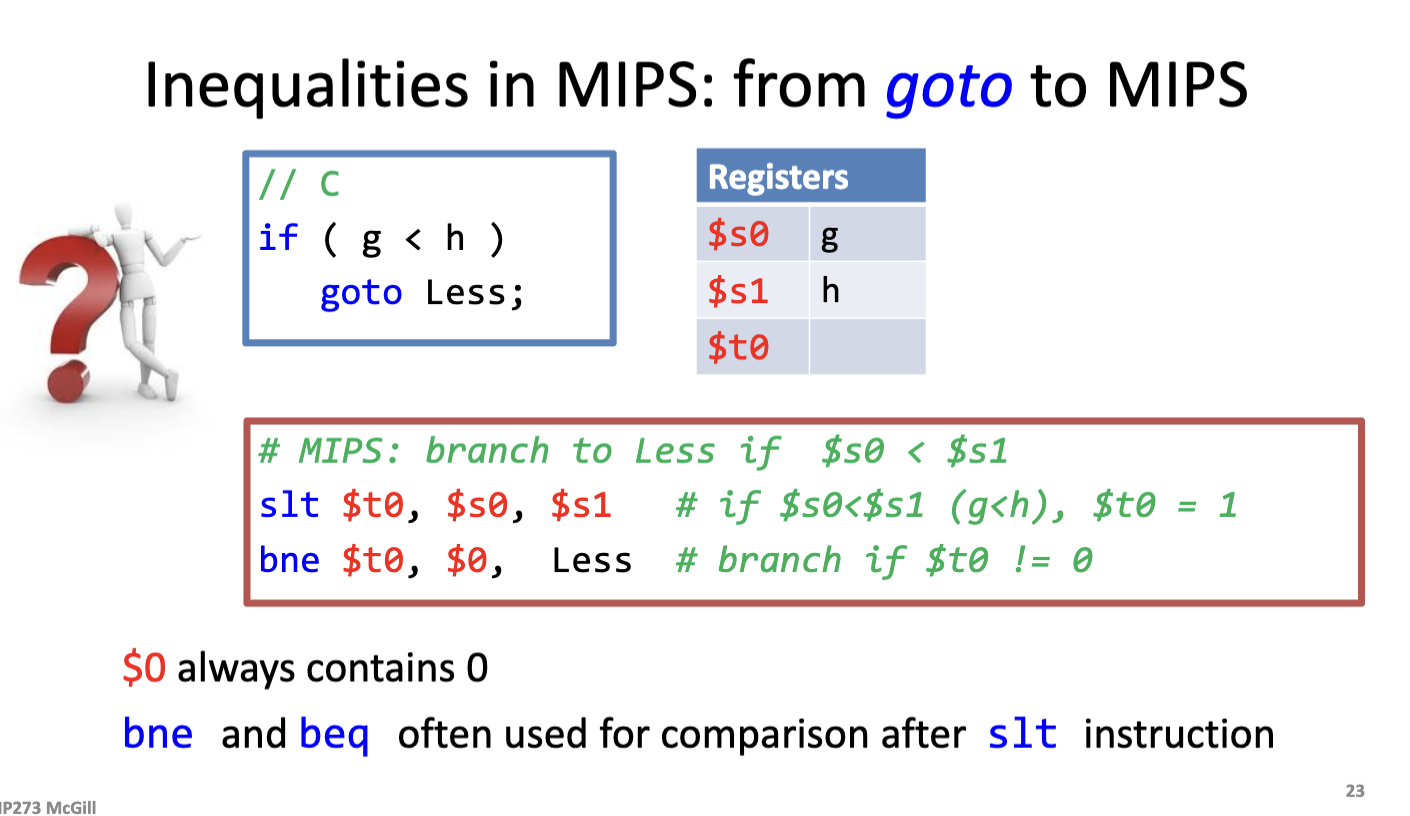 Inequalities in MIPS: from goto to MIPS
// C
if ( g < h )
goto Less;
Registers
$s0 g
$s1 h
$t0
# MIPS: branch to Less if $s0 < $s1
slt $t0, $s0, $s1 # if $s0<$s1 (g<h), $t0 = 1
bne $t0, $0, Less # branch if $t0 != 0
$0 always contains 0
bne and beq often used for comparison after slt instruction
23
IP273 McGill